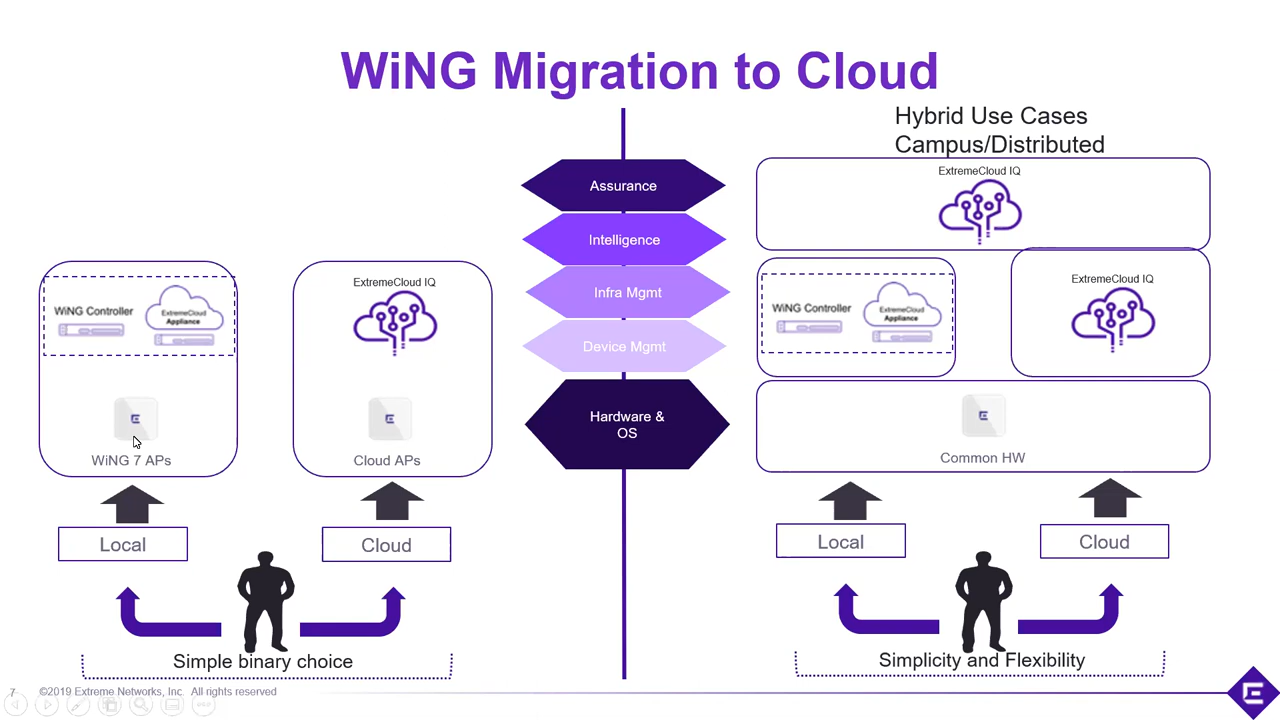 WiNG Migration to Cloud
Hybrid Use Cases
Campus/Distributed
ExtremeCloud IQ
Assurance
Intelligence
Infra Mgmt
Device Mgmt
Hardware &
OS
WiNG Controller
ExtremeCloud
Appliance
WiNG 7 APs
ExtremeCloud IQ
Cloud APs
Local
Cloud
Simple binary choice
WiNG Controller
ExtremeCloud
Appliance
ExtremeCloud IQ
Common HW
Local
Cloud
Simplicity and Flexibility
7
©2019 Extreme Networks, Inc. All rights reserved